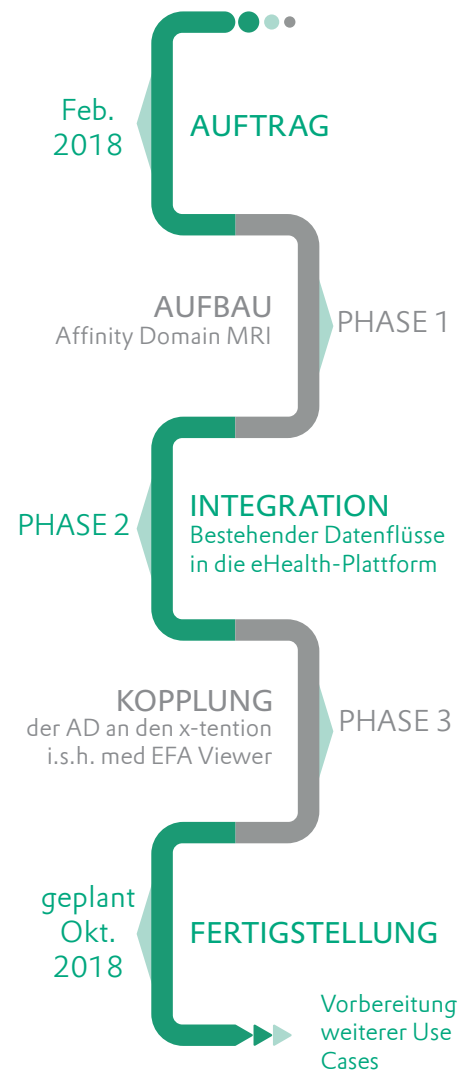 Feb.
2018
AUFTRAG
AUFBAU
Affinity Domain MRI
PHASE 1
PHASE 2
INTEGRATION
Bestehender Datenflüsse
in die eHealth-Plattform
KOPPLUNG
der AD an den x-tention
i.s.h. med EFA Viewer
PHASE 3
geplant
Okt.
2018
FERTIGSTELLUNG
Vorbereitung
weiterer Use
Cases